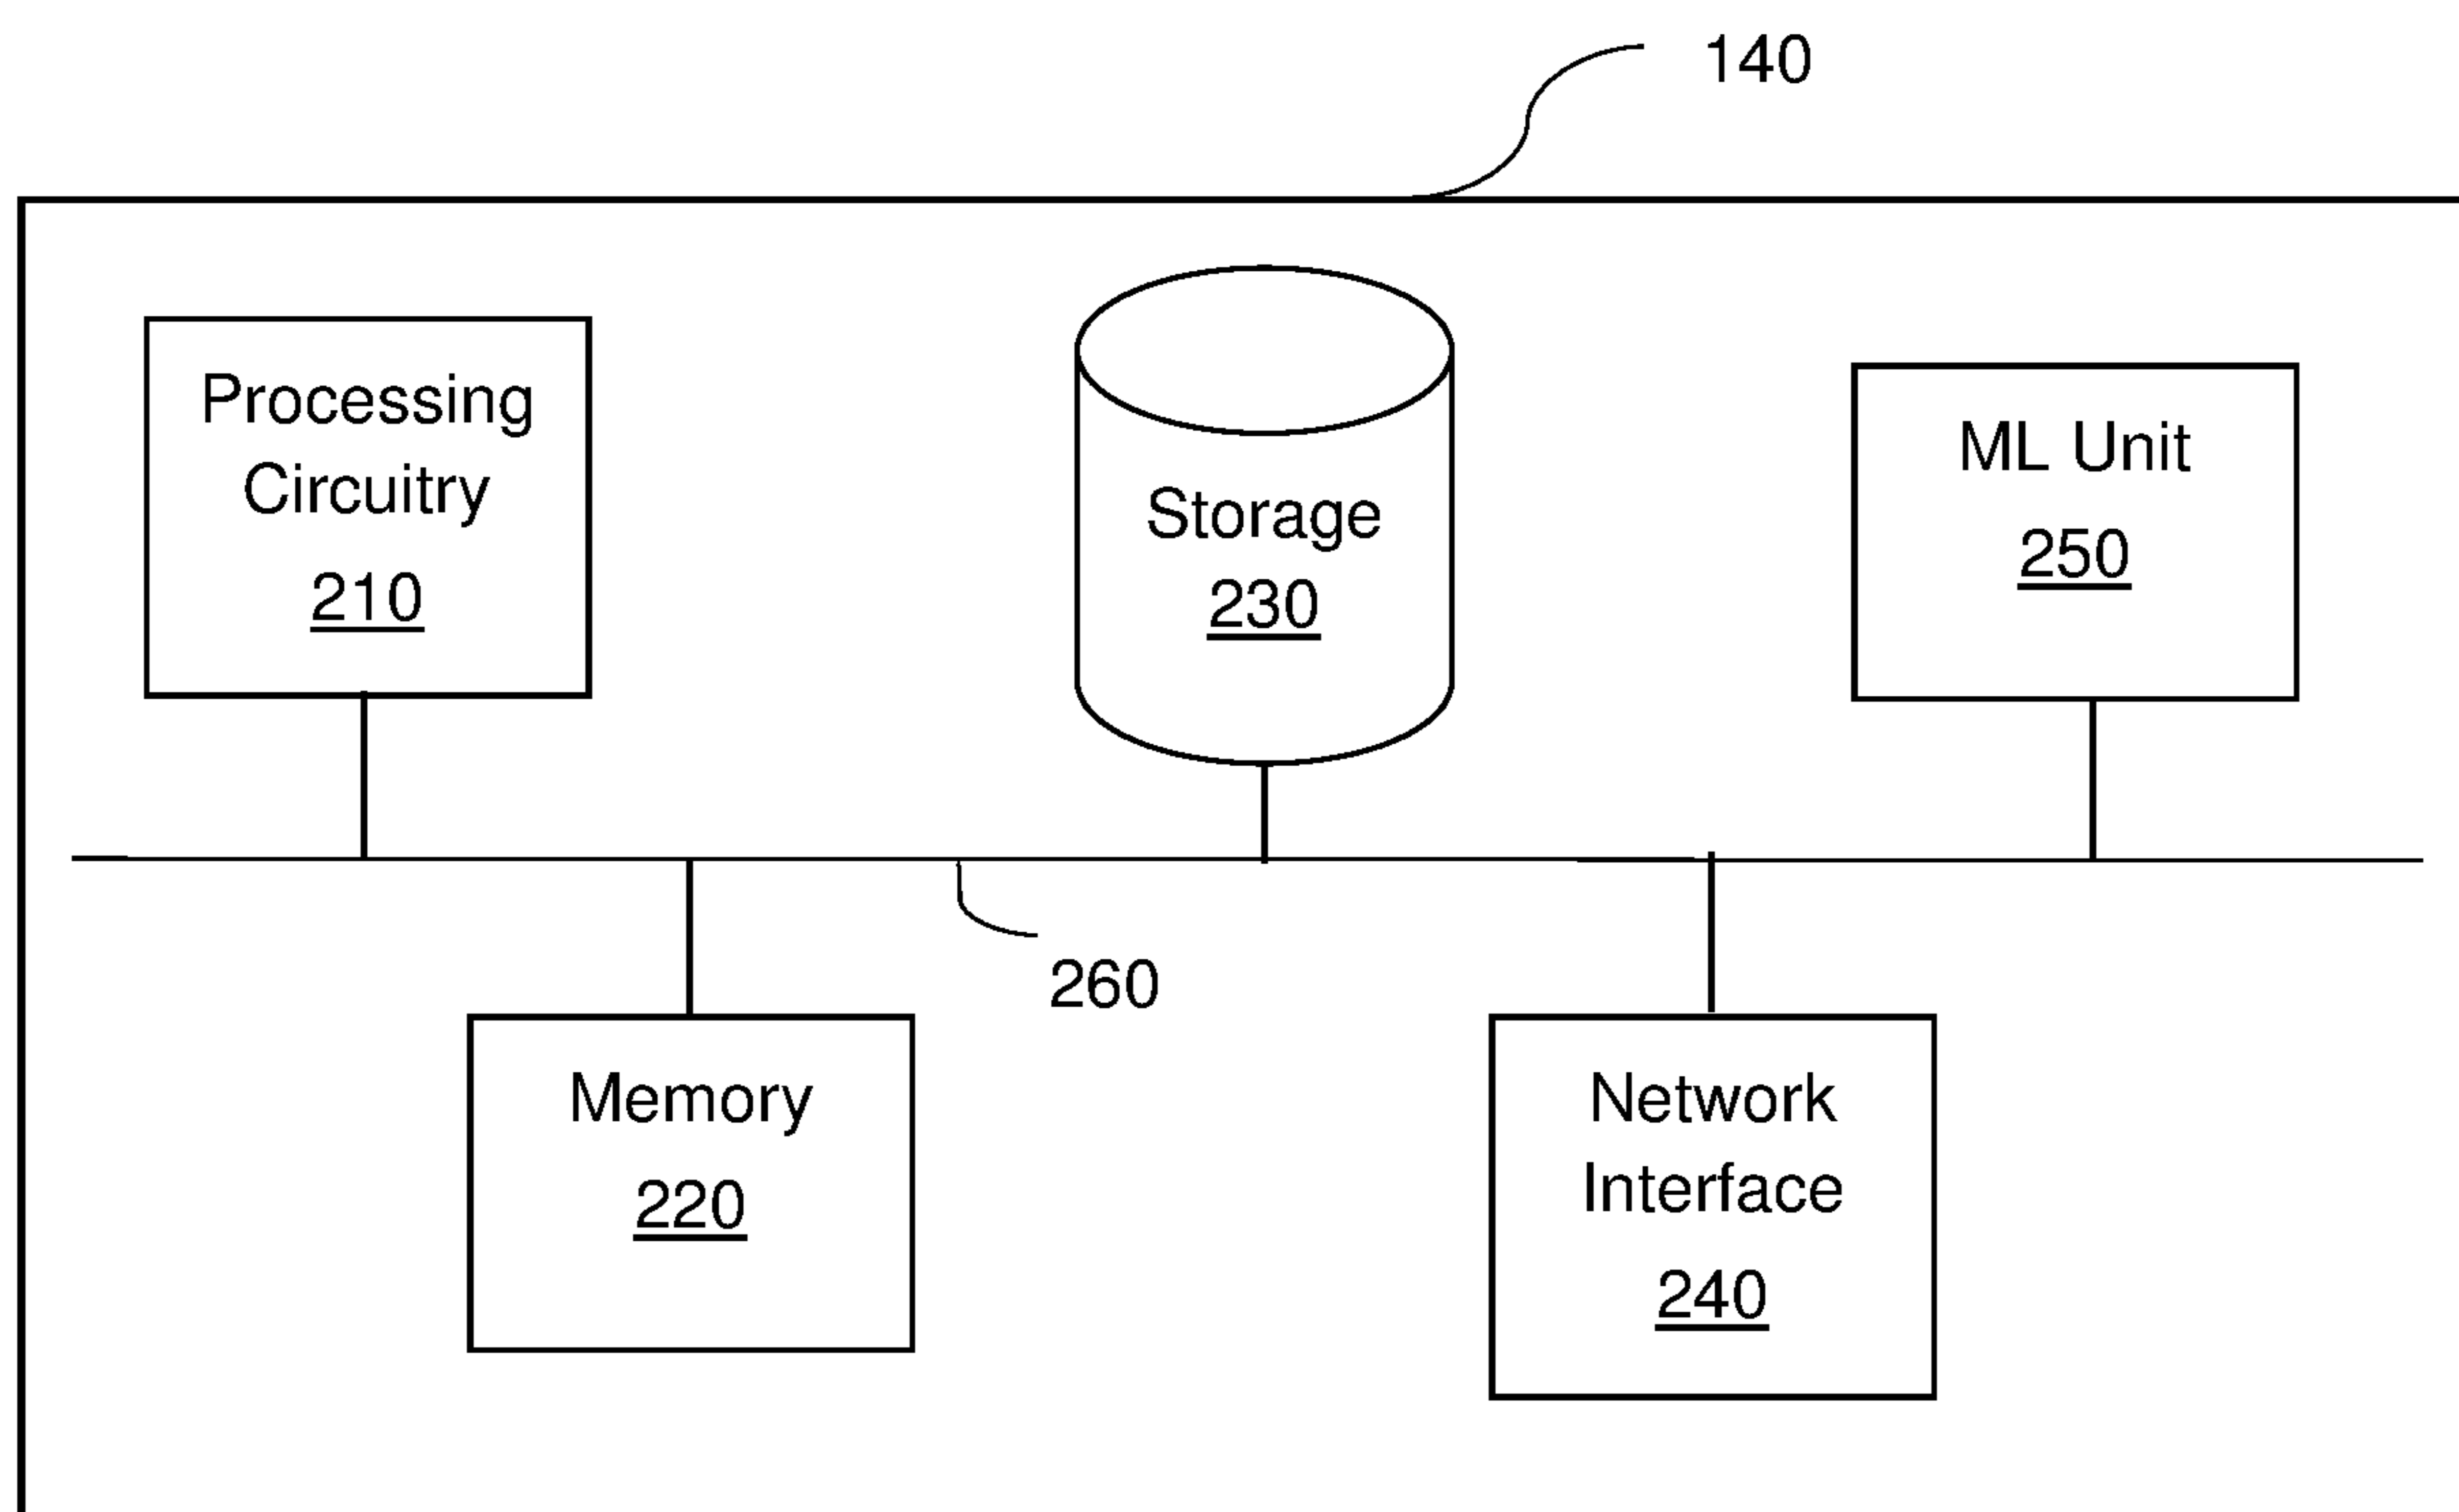 140
Processing
Circuitry
210
Storage
230
ML Unit
250
260
Memory
220
Network
Interface
240